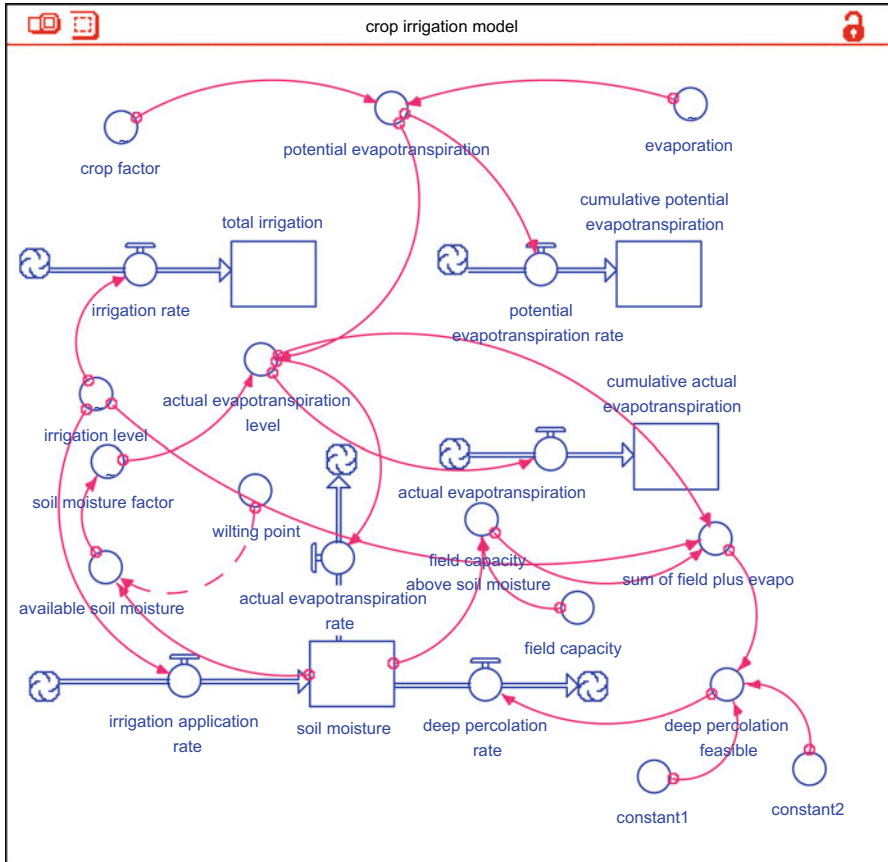 crop irrigation model
crop factor
potential evapotranspiration
evaporation
total irrigation
cumulative potential
evapotranspiration
irrigation rate
potential
evapotranspiration rate
actual evapotranspiration
level
cumulative actual
evapotranspiration
irrigation level
soil moisture factor
wilting point
actual evapotranspiration
field capacity
above soil moisture
sum of field plus evapo
available soil moisture
actual evapotranspiration
rate
field capacity
irrigation application
rate
soil moisture
deep percolation
rate
deep percolation
feasible
constant1
constant2